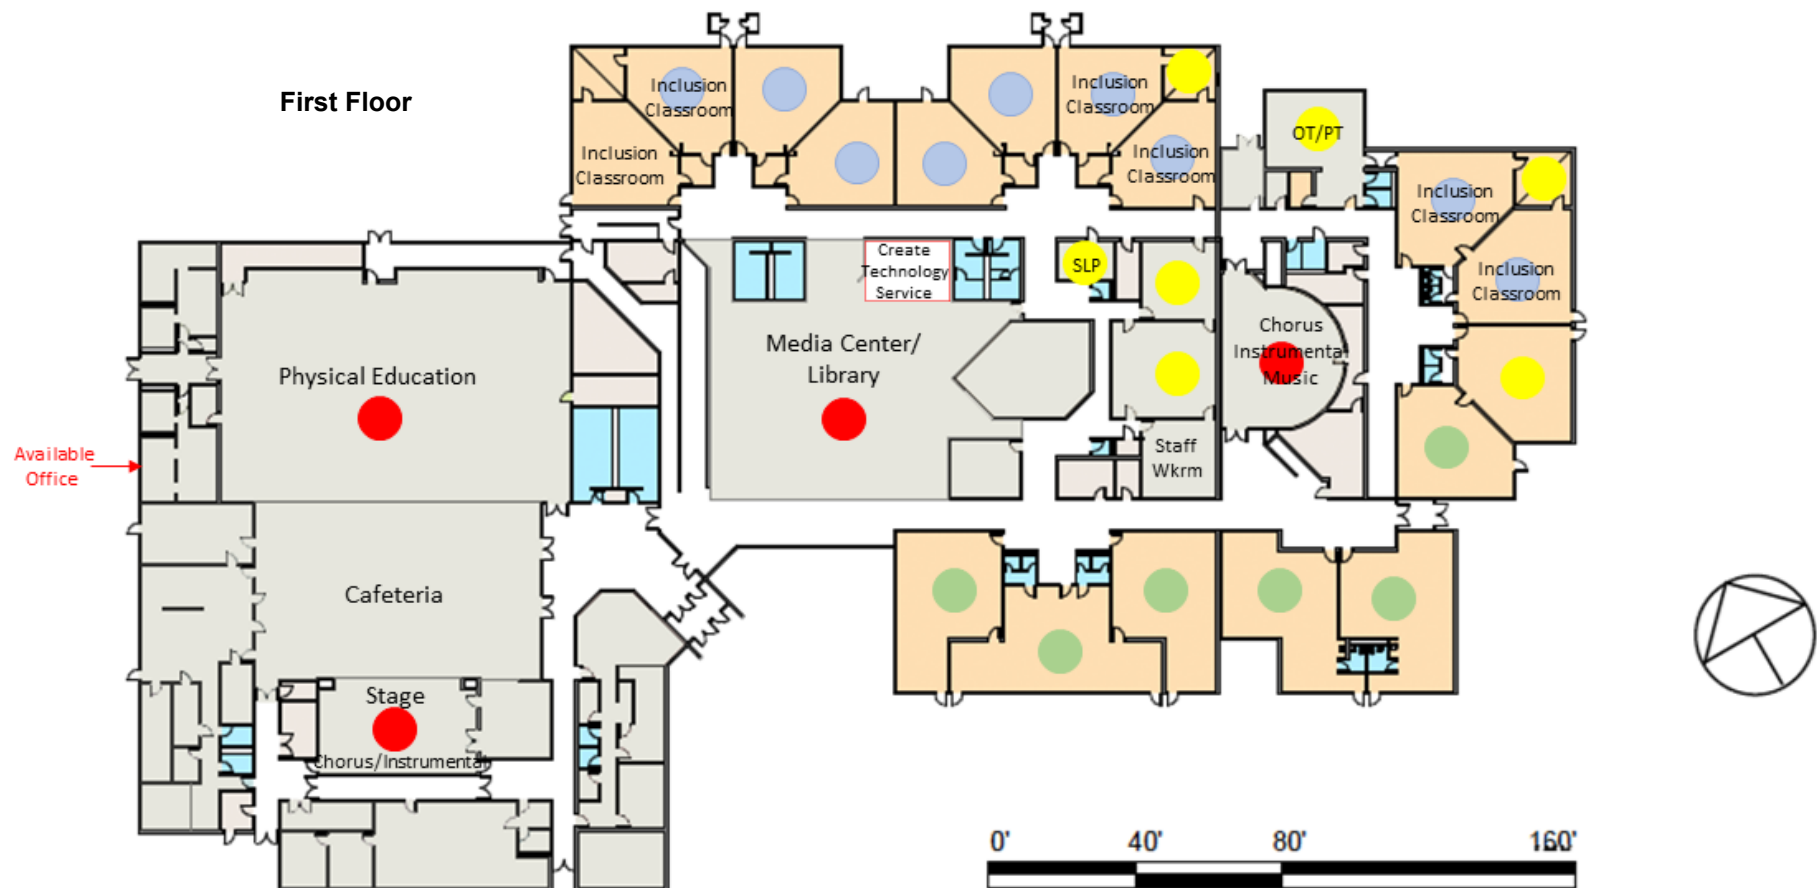 First Floor
Inclusion
Classroom
Inclusion
Classroom
Inclusion
Classroom
Inclusion
Classroom
OT/PT
Inclusion
Classroom
Inclusion
Classroom
Create
Technology
Service
SLP
Media Center/
Library
Chorus
Instrumental
Music
Physical Education
Available
Office
Staff
Wkrm
Cafeteria
Stage
Chorus/Instrumental
0'
40'
80'
160'